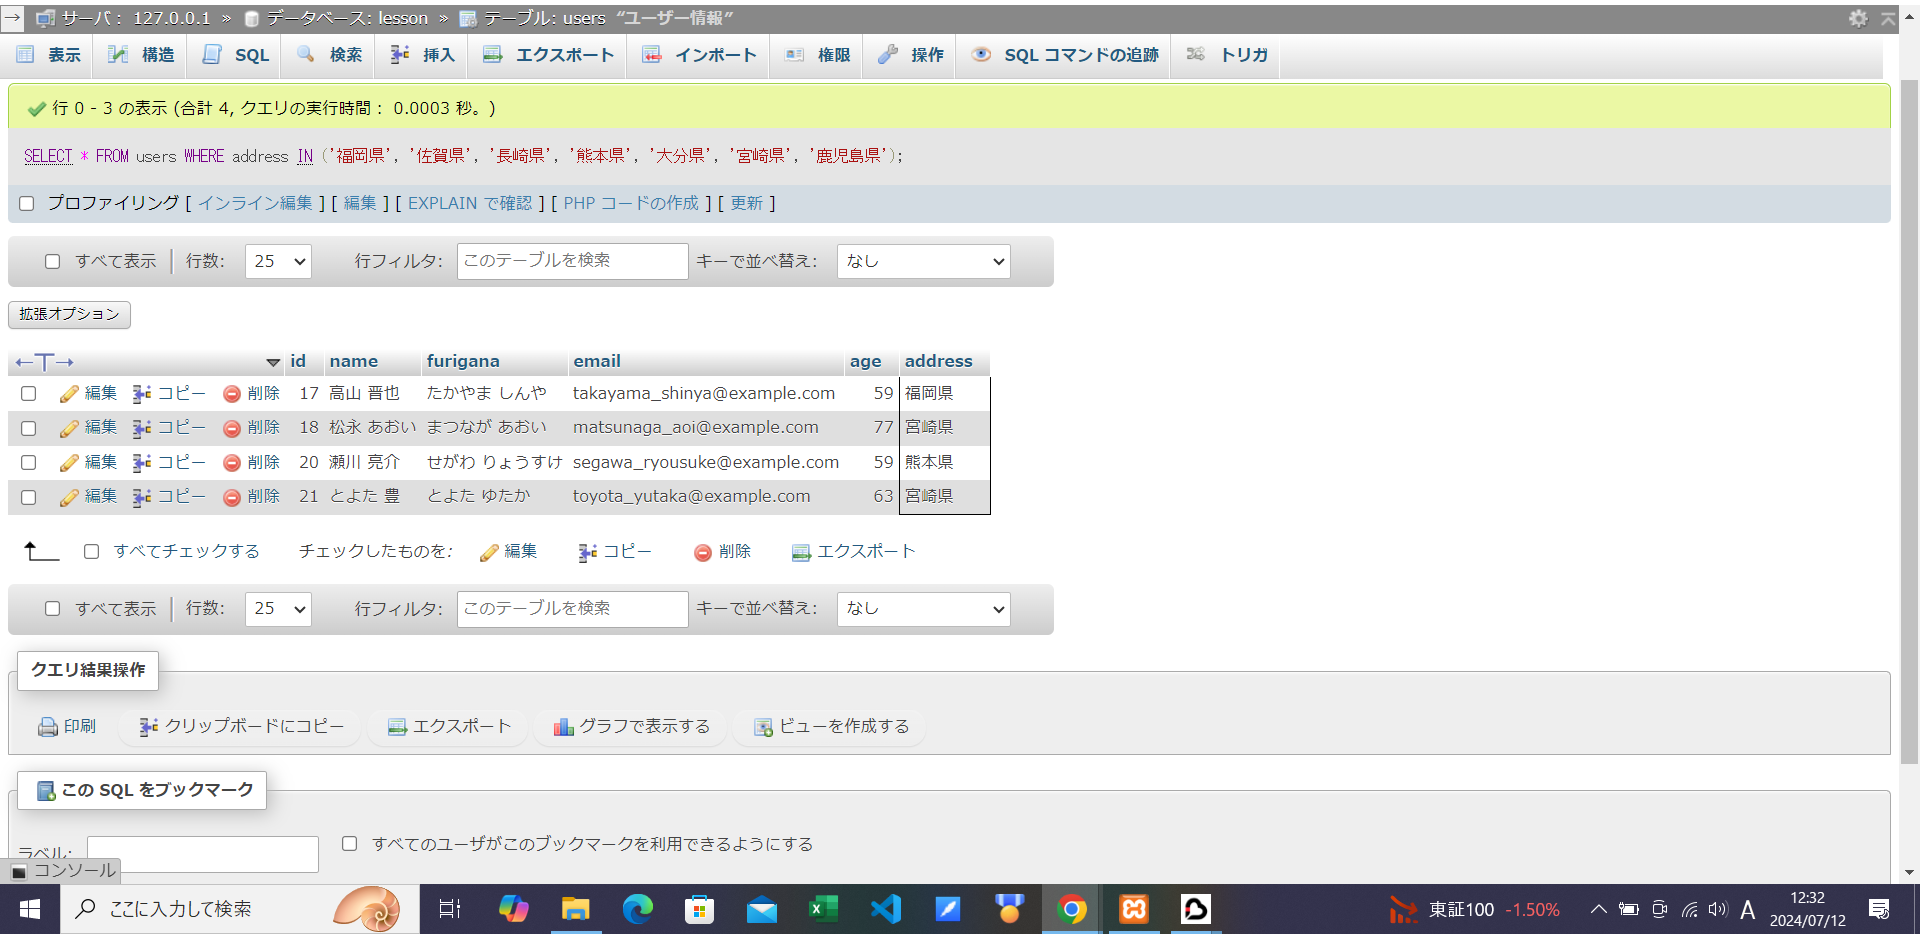 サーバ： 127.0.0.1 » データベース: lesson » テーブル: users “ユーザー情報”
表示 構造 SQL 検索 挿入 エクスポート インポート 権限 操作 SQL コマンドの追跡 トリガ
行 0 - 3 の表示 (合計 4, クエリの実行時間： 0.0003 秒。)
SELECT * FROM users WHERE address IN ('福岡県', '佐賀県', '長崎県', '熊本県', '大分県', '宮崎県', '鹿児島県');
プロファイリング [ インライン編集 ] [ 編集 ] [ EXPLAIN で確認 ] [ PHP コードの作成 ] [ 更新 ]
すべて表示 行数: 25 行フィルタ: このテーブルを検索 キーで並べ替え: なし
拡張オプション
←T→ id name furigana email age address
編集 コピー 削除 17 高山 晋也 たかやま しんや takayama_shinya@example.com 59 福岡県
編集 コピー 削除 18 松永 あおい まつなが あおい matsunaga_aoi@example.com 77 宮崎県
編集 コピー 削除 20 瀬川 亮介 せがわ りょうすけ segawa_ryousuke@example.com 59 熊本県
編集 コピー 削除 21 とよた 豊 とよた ゆたか toyota_yutaka@example.com 63 宮崎県
すべてチェックする チェックしたものを: 編集 コピー 削除 エクスポート
すべて表示 行数: 25 行フィルタ: このテーブルを検索 キーで並べ替え: なし
クエリ結果操作
印刷 クリップボードにコピー エクスポート グラフで表示する ビューを作成する
この SQL をブックマーク
ラベル: すべてのユーザがこのブックマークを利用できるようにする
コンソール
ここに入力して検索 東証100 -1.50% A 12:32
2024/07/12